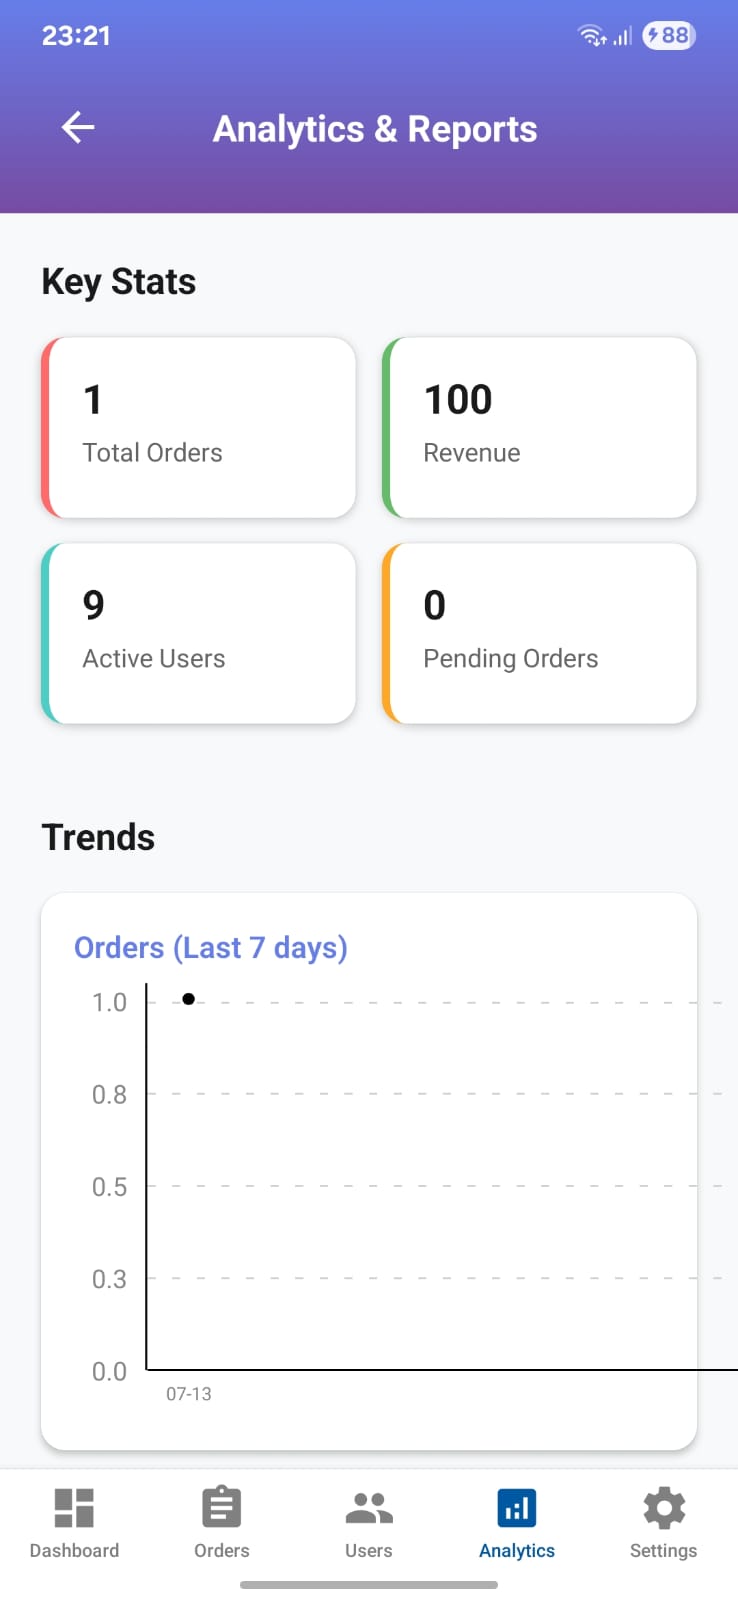 23:21
88
Analytics & Reports
Key Stats
1
Total Orders
100
Revenue
9
Active Users
0
Pending Orders
Trends
Orders (Last 7 days)
1.0
0.8
0.5
0.3
0.0
07-13
Dashboard
Orders
Users
Analytics
Settings